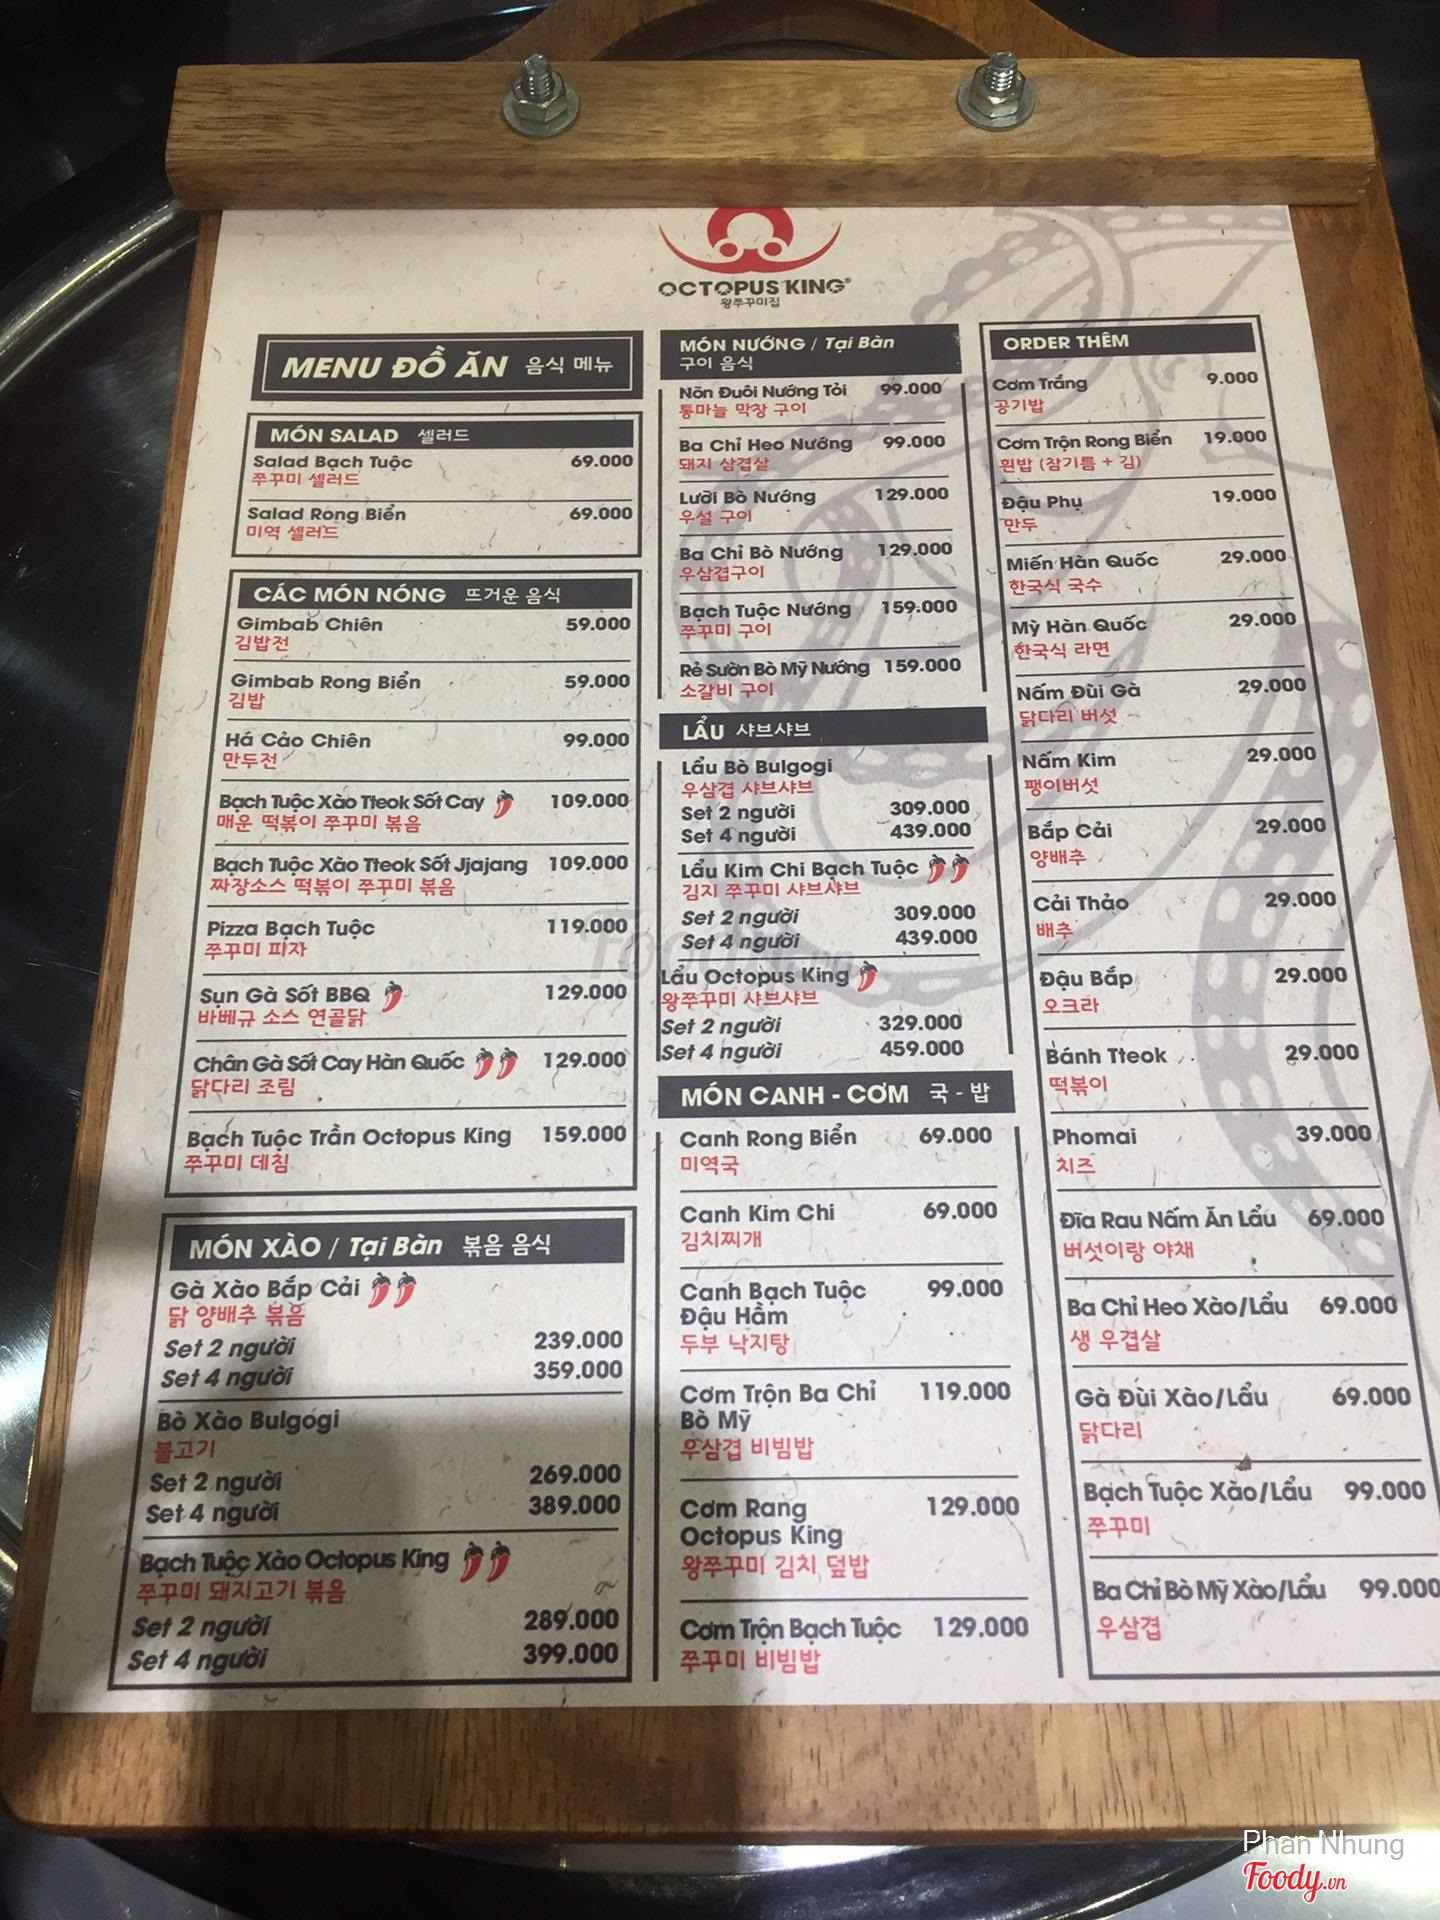 OCTOPUS KING®
왕쭈꾸미집
MENU ĐỒ ĂN 음식 메뉴
MÓN SALAD 셀러드
Salad Bạch Tuộc 69.000
쭈꾸미 셀러드
Salad Rong Biển 69.000
미역 셀러드
CÁC MÓN NÓNG 뜨거운 음식
Gimbab Chiên 59.000
김밥전
Gimbab Rong Biển 59.000
김밥
Há Cảo Chiên 99.000
만두전
Bạch Tuộc Xào Tteok Sốt Cay 109.000
매운 떡볶이 쭈꾸미 볶음
Bạch Tuộc Xào Tteok Sốt Jjajang 109.000
짜장소스 떡볶이 쭈꾸미 볶음
Pizza Bạch Tuộc 119.000
쭈꾸미 피자
Sụn Gà Sốt BBQ 129.000
바베규 소스 연골닭
Chân Gà Sốt Cay Hàn Quốc 129.000
닭다리 조림
Bạch Tuộc Trần Octopus King 159.000
쭈꾸미 데침
MÓN XÀO / Tại Bàn 볶음 음식
Gà Xào Bắp Cải
닭 양배추 볶음
Set 2 người 239.000
Set 4 người 359.000
Bò Xào Bulgogi
불고기
Set 2 người 269.000
Set 4 người 389.000
Bạch Tuộc Xào Octopus King
쭈꾸미 돼지고기 볶음
Set 2 người 289.000
Set 4 người 399.000
MÓN NƯỚNG / Tại Bàn
구이 음식
Nõn Đuôi Nướng Tỏi 99.000
통마늘 막창 구이
Ba Chỉ Heo Nướng 99.000
돼지 삼겹살
Lưỡi Bò Nướng 129.000
우설 구이
Ba Chỉ Bò Nướng 129.000
우삼겹구이
Bạch Tuộc Nướng 159.000
쭈꾸미 구이
Rẻ Sườn Bò Mỹ Nướng 159.000
소갈비 구이
LẨU 샤브샤브
Lẩu Bò Bulgogi
우삼겹 샤브샤브
Set 2 người 309.000
Set 4 người 439.000
Lẩu Kim Chi Bạch Tuộc
김지 쭈꾸미 샤브샤브
Set 2 người 309.000
Set 4 người 439.000
Lẩu Octopus King
왕쭈꾸미 샤브샤브
Set 2 người 329.000
Set 4 người 459.000
MÓN CANH - CƠM 국 - 밥
Canh Rong Biển 69.000
미역국
Canh Kim Chi 69.000
김치찌개
Canh Bạch Tuộc 99.000
Đậu Hầm
두부 낙지탕
Cơm Trộn Ba Chỉ 119.000
Bò Mỹ
우삼겹 비빔밥
Cơm Rang 129.000
Octopus King
왕쭈꾸미 김치 덮밥
Cơm Trộn Bạch Tuộc 129.000
쭈꾸미 비빔밥
ORDER THÊM
Cơm Trắng 9.000
공기밥
Cơm Trộn Rong Biển 19.000
흰밥 (참기름 + 김)
Đậu Phụ 19.000
만두
Miến Hàn Quốc 29.000
한국식 국수
Mỳ Hàn Quốc 29.000
한국식 라면
Nấm Đùi Gà 29.000
닭다리 버섯
Nấm Kim 29.000
팽이버섯
Bắp Cải 29.000
양배추
Cải Thảo 29.000
배추
Đậu Bắp 29.000
오크라
Bánh Tteok 29.000
떡볶이
Phomai 39.000
치즈
Đĩa Rau Nấm Ăn Lẩu 69.000
버섯이랑 야채
Ba Chỉ Heo Xào/Lẩu 69.000
생 우겹살
Gà Đùi Xào/Lẩu 69.000
닭다리
Bạch Tuộc Xào/Lẩu 99.000
쭈꾸미
Ba Chỉ Bò Mỹ Xào/Lẩu 99.000
우삼겹
Foody.vn
Phan Nhung
Foody.vn